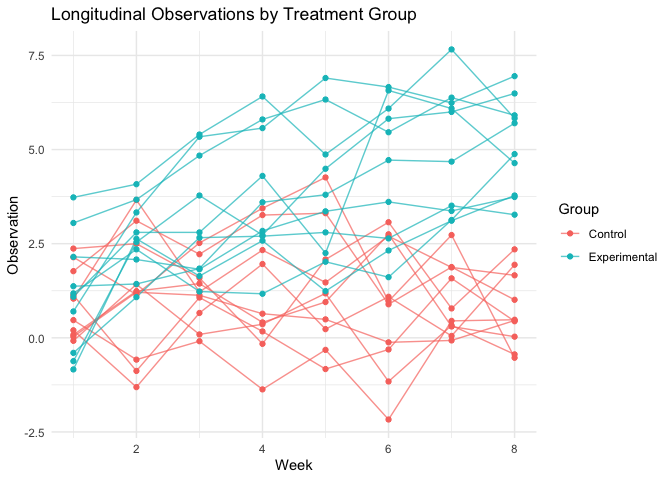 Longitudinal Observations by Treatment Group
7.5
5.0
2.5
0.0
-2.5
Observation
2
4
6
8
Week
Group
Control
Experimental